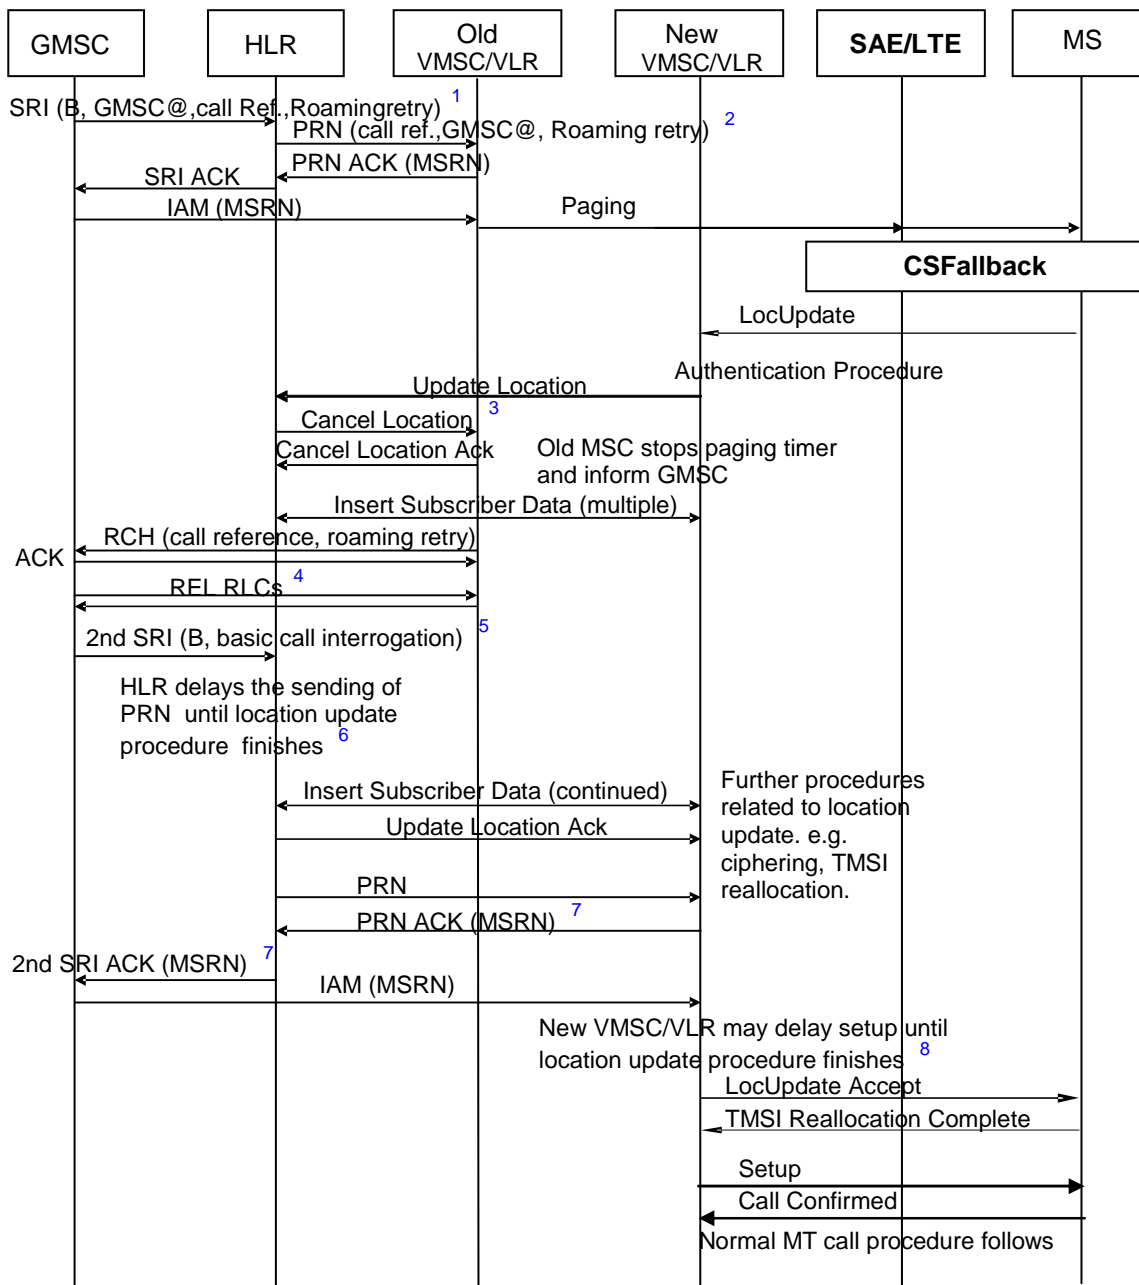 GMSC
HLR
Old
VMSC/VLR
New
VMSC/VLR
SAE/LTE
MS
SRI (B, GMSC@,call Ref.,Roamingretry) 1
PRN (call ref.,GMSC@, Roaming retry) 2
PRN ACK (MSRN)
SRI ACK
IAM (MSRN)
Paging
CSFallback
LocUpdate
Authentication Procedure
Update Location
Cancel Location 3
Cancel Location Ack
Old MSC stops paging timer
and inform GMSC
Insert Subscriber Data (multiple)
RCH (call reference, roaming retry)
ACK
REL RLCs 4
2nd SRI (B, basic call interrogation) 5
HLR delays the sending of
PRN until location update
procedure finishes 6
Insert Subscriber Data (continued)
Update Location Ack
Further procedures
related to location
update. e.g.
ciphering, TMSI
reallocation.
PRN
PRN ACK (MSRN) 7
2nd SRI ACK (MSRN) 7
IAM (MSRN)
New VMSC/VLR may delay setup until
location update procedure finishes 8
LocUpdate Accept
TMSI Reallocation Complete
Setup
Call Confirmed
Normal MT call procedure follows